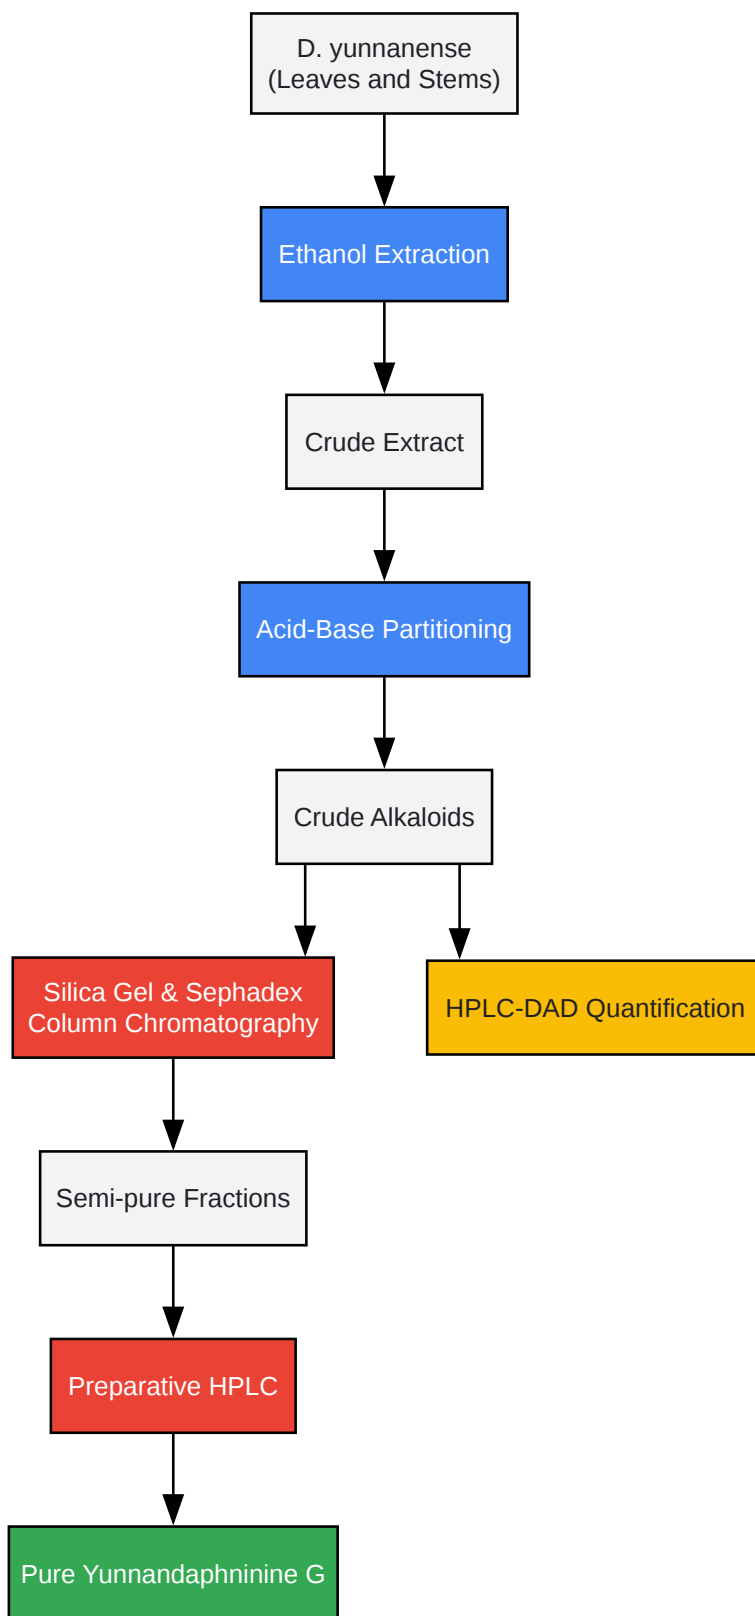 D. yunnanense
(Leaves and Stems)
Ethanol Extraction
Crude Extract
Acid-Base Partitioning
Crude Alkaloids
Silica Gel & Sephadex
Column Chromatography
HPLC-DAD Quantification
Semi-pure Fractions
Preparative HPLC
Pure Yunnandaphninine G